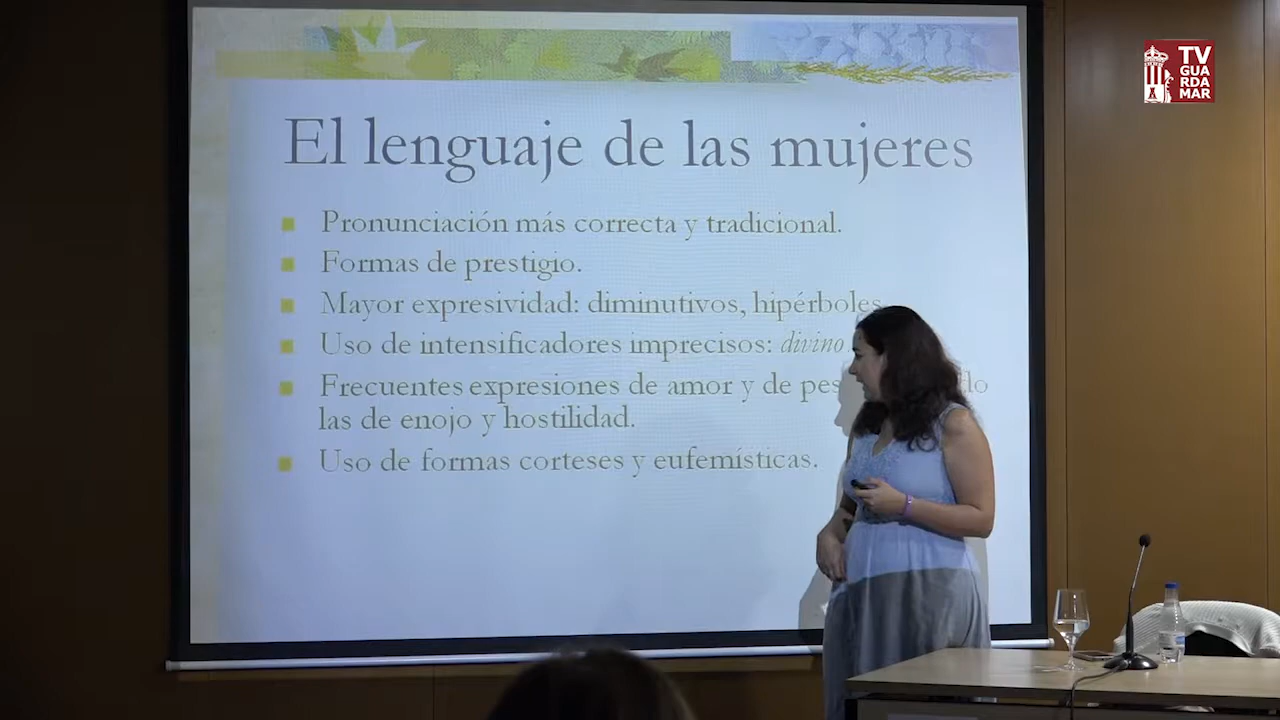 El lenguaje de las mujeres
Pronunciación más correcta y tradicional.
Formas de prestigio.
Mayor expresividad: diminutivos, hipérboles
Uso de intensificadores imprecisos: divino
Frecuentes expresiones de amor y de
las de enojo y hostilidad.
Uso de formas corteses y eufemísticas.
TV
GUA
RDA
MAR